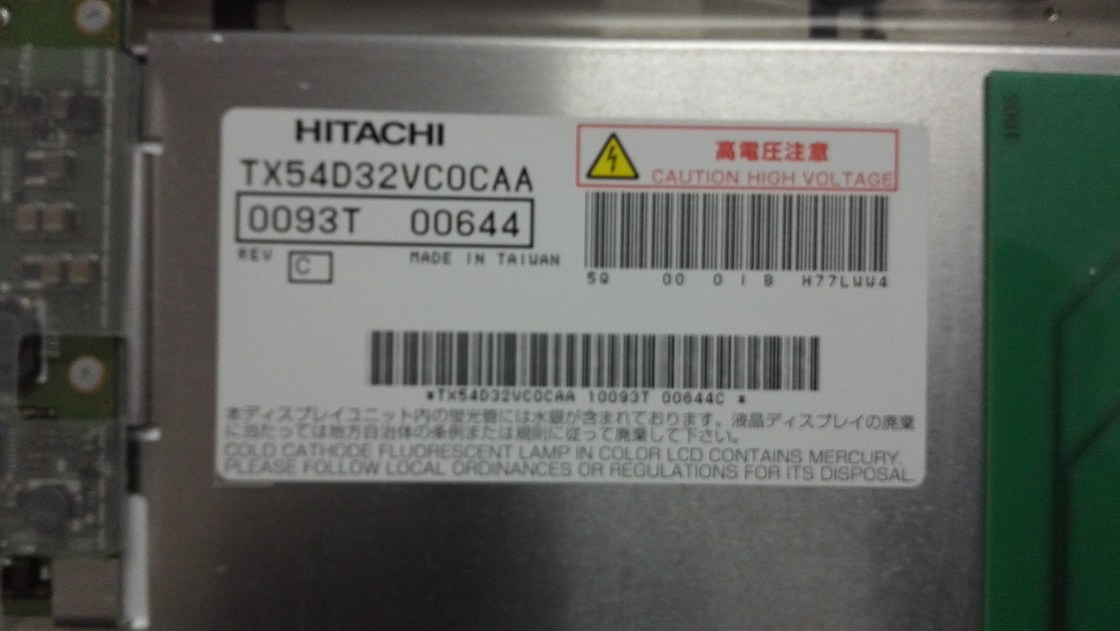 HITACHI
TX54D32VC0CAA
0093T 00644
REV C
MADE IN TAIWAN
高電圧注意
CAUTION HIGH VOLTAGE
5Q 00 0 I B H77LWW4
*TX54D32VC0CAA 10093T 00644C *
本ディスプレイユニット内の蛍光管には水銀が含まれております。液晶ディスプレイの廃棄
に当たっては地方自治体の条例または規則に従って廃棄して下さい。
COLD CATHODE FLUORESCENT LAMP IN COLOR LCD CONTAINS MERCURY.
PLEASE FOLLOW LOCAL ORDINANCES OR REGULATIONS FOR ITS DISPOSAL.